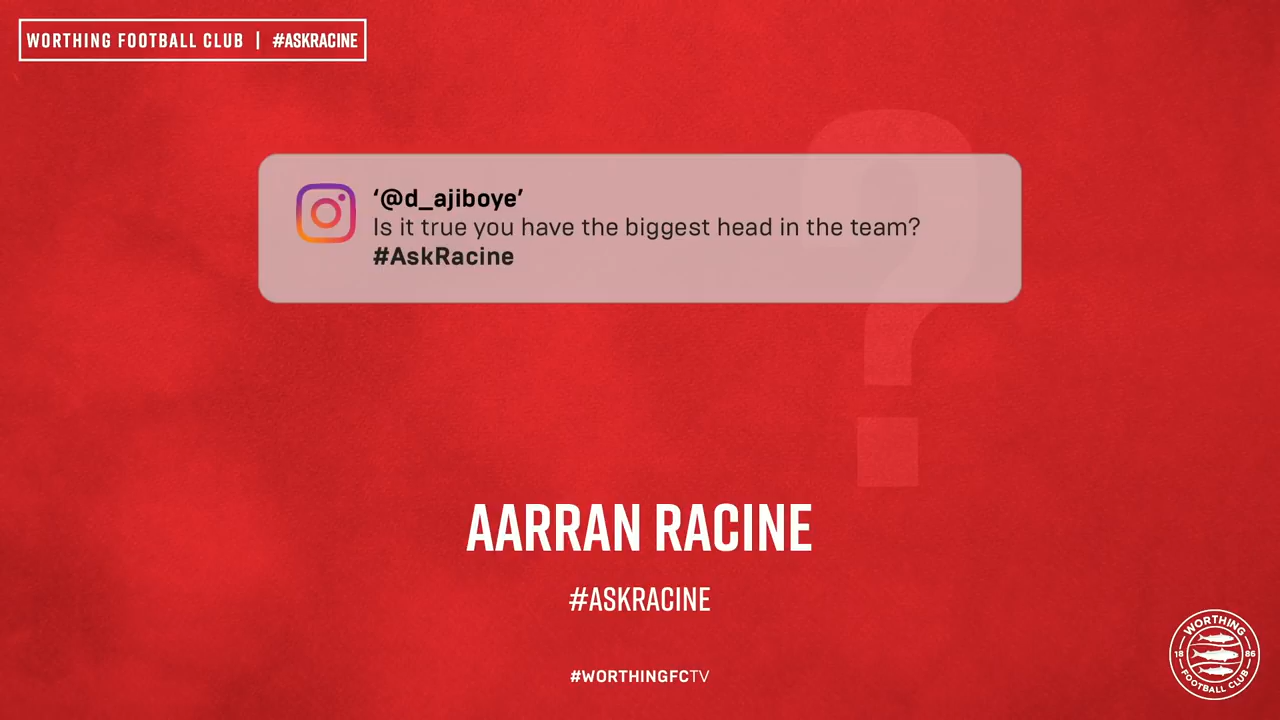 WORTHING FOOTBALL CLUB | #ASKRACINE
‘@d_ajiboye’
Is it true you have the biggest head in the team?
#AskRacine
AARRAN RACINE
#ASKRACINE
#WORTHINGFCTV
WORTHING
18 86
FOOTBALL CLUB